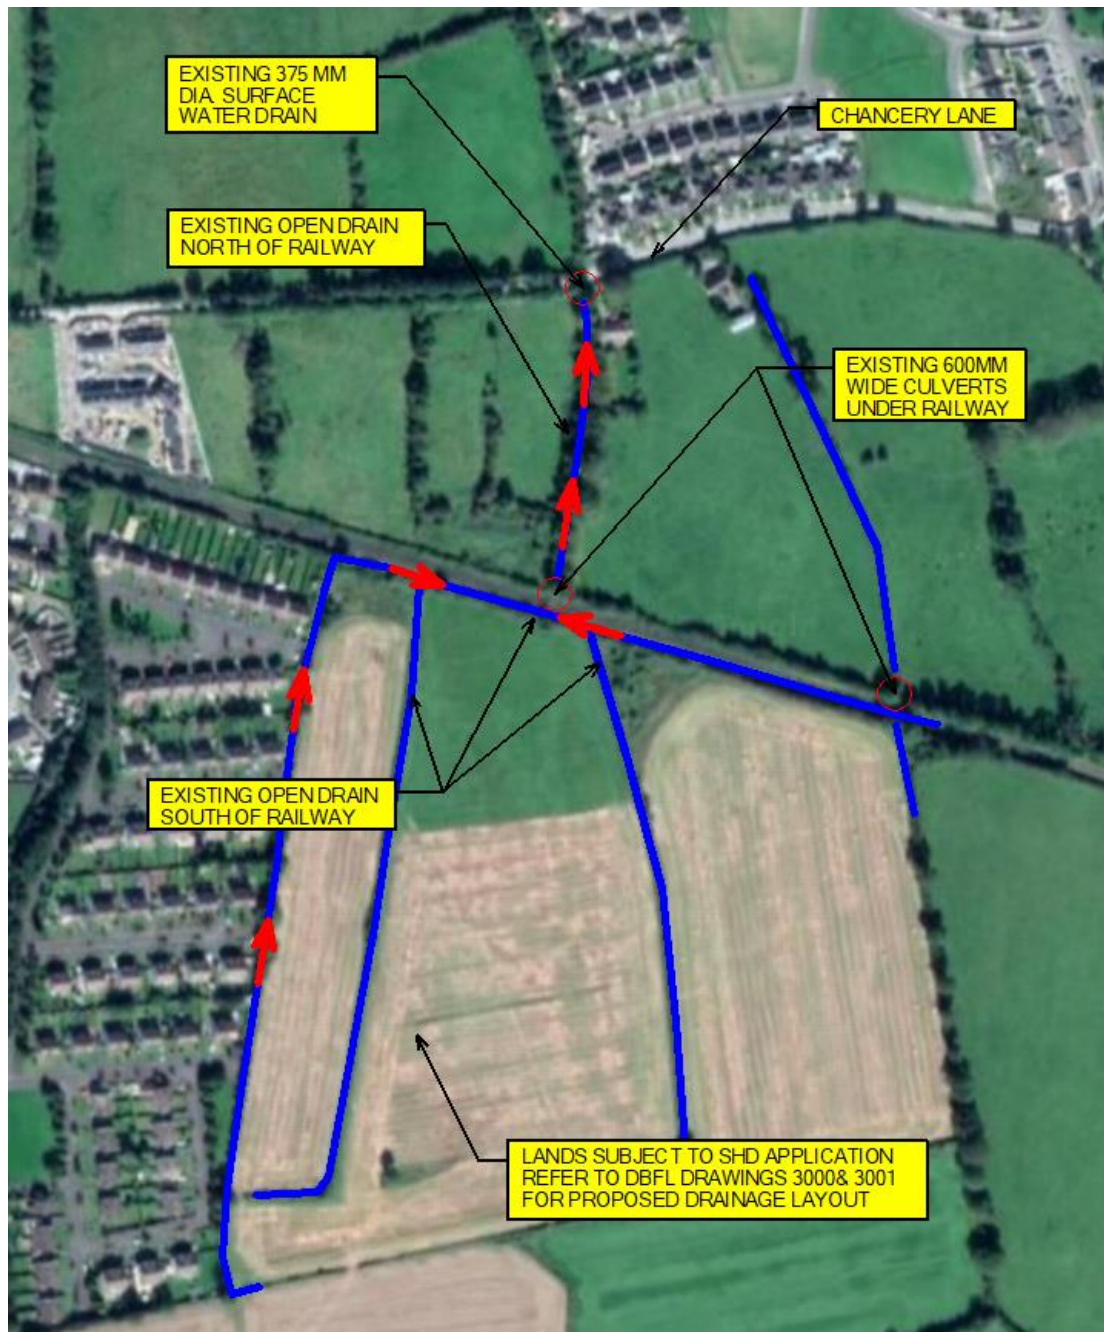 EXISTING 375 MM
DIA. SURFACE
WATER DRAIN
CHANCERY LANE
EXISTING OPEN DRAIN
NORTH OF RAILWAY
EXISTING 600MM
WIDE CULVERTS
UNDER RAILWAY
EXISTING OPEN DRAIN
SOUTH OF RAILWAY
LANDS SUBJECT TO SHD APPLICATION
REFER TO DBFL DRAWINGS 3000& 3001
FOR PROPOSED DRAINAGE LAYOUT